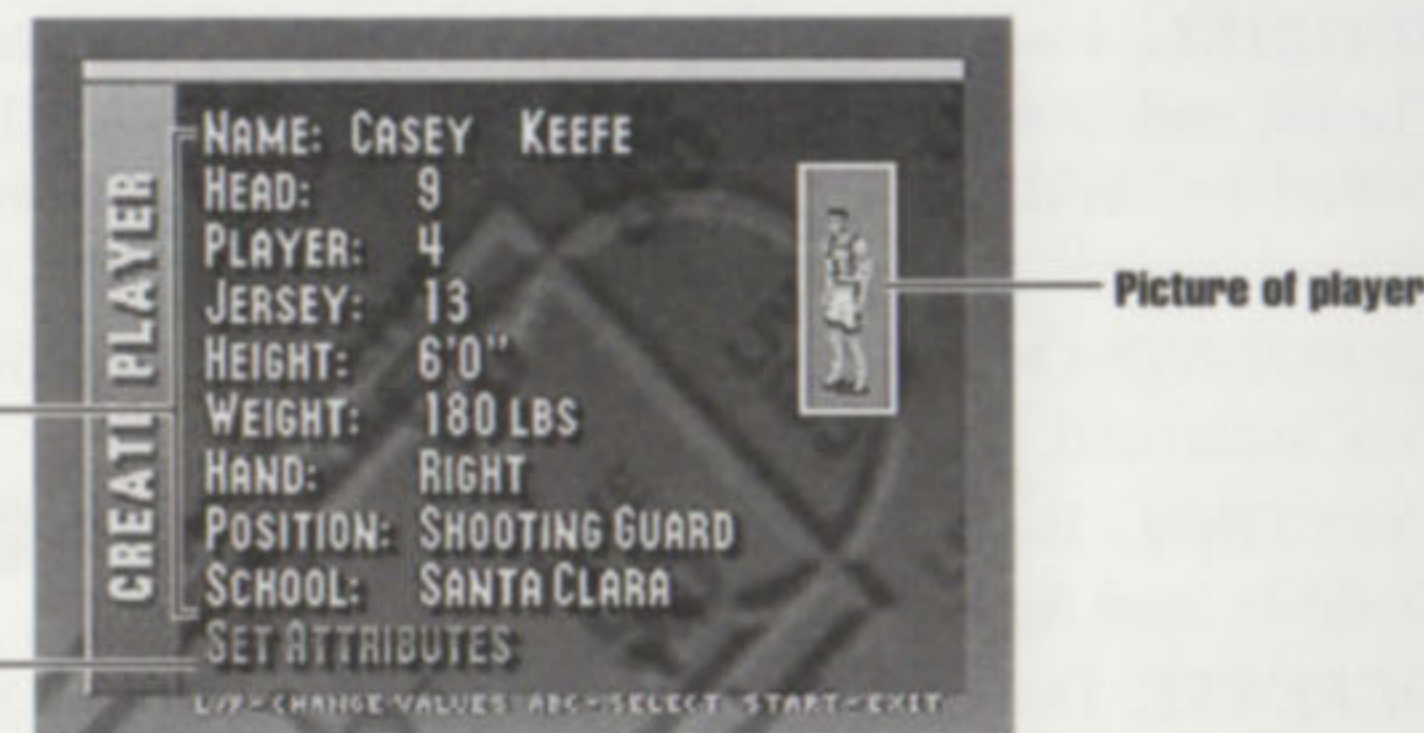 CREATE PLAYER
NAME: CASEY KEEFE
HEAD: 9
PLAYER: 4
JERSEY: 13
HEIGHT: 6'0"
WEIGHT: 180 LBS
HAND: RIGHT
POSITION: SHOOTING GUARD
SCHOOL: SANTA CLARA
SET ATTRIBUTES
L/R-CHANGE VALUES ABC-SELECT START-EXIT
Picture of player